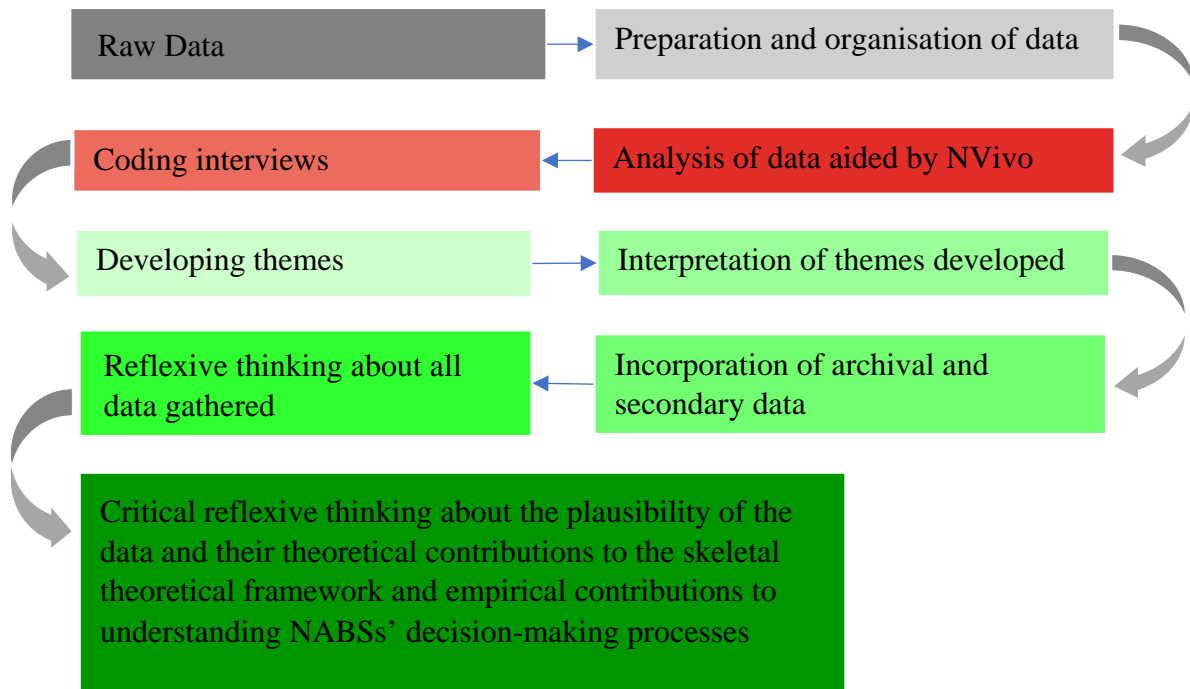 Raw Data
Preparation and organisation of data
Analysis of data aided by NVivo
Coding interviews
Developing themes
Interpretation of themes developed
Incorporation of archival and
secondary data
Reflexive thinking about all
data gathered
Critical reflexive thinking about the plausibility of the
data and their theoretical contributions to the skeletal
theoretical framework and empirical contributions to
understanding NABSs’ decision-making processes